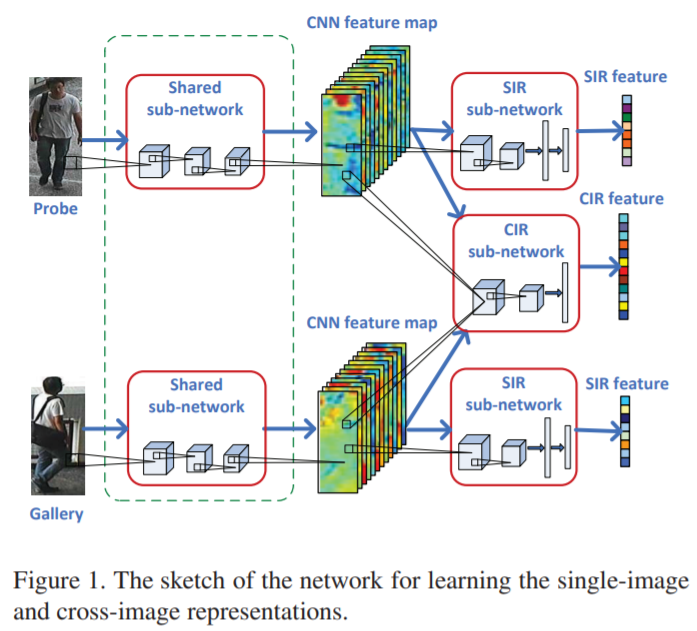 CNN feature map
Shared
sub-network
SIR
sub-network
SIR feature
Probe
CIR feature
CIR
sub-network
CNN feature map
Shared
sub-network
SIR
sub-network
SIR feature
Gallery
Figure 1. The sketch of the network for learning the single-image
and cross-image representations.